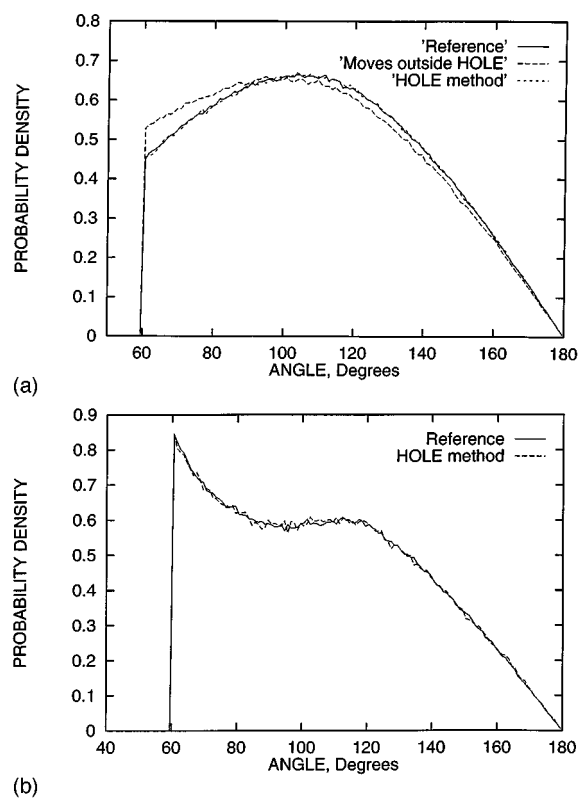 0.8
0.7
0.6
0.5
0.4
0.3
0.2
0.1
0
PROBABILITY DENSITY
'Reference'
'Moves outside HOLE'
'HOLE method'
60 80 100 120 140 160 180
ANGLE, Degrees
(a)
0.9
0.8
0.7
0.6
0.5
0.4
0.3
0.2
0.1
0
PROBABILITY DENSITY
Reference
HOLE method
40 60 80 100 120 140 160 180
ANGLE, Degrees
(b)